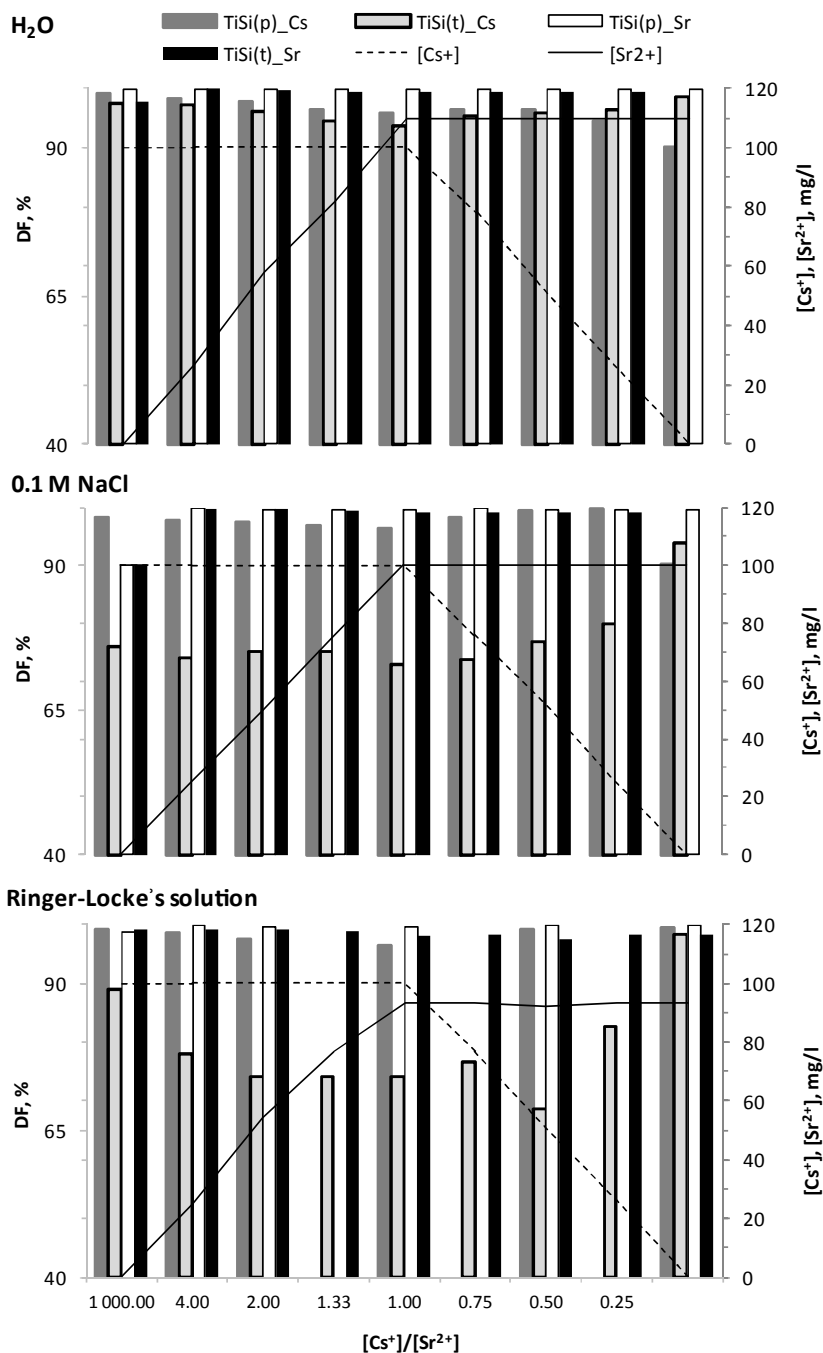 H₂O
TiSi(p)_Cs TiSi(t)_Cs TiSi(p)_Sr
TiSi(t)_Sr [Cs+] [Sr2+]
120
100
80
60
40
20
0
90
65
40
DF, %
[Cs⁺], [Sr²⁺], mg/l
0.1 M NaCl
120
100
80
60
40
20
0
90
65
40
DF, %
[Cs⁺], [Sr²⁺], mg/l
Ringer-Locke's solution
120
100
80
60
40
20
0
90
65
40
DF, %
[Cs⁺], [Sr²⁺], mg/l
1 000.00 4.00 2.00 1.33 1.00 0.75 0.50 0.25
[Cs⁺]/[Sr²⁺]